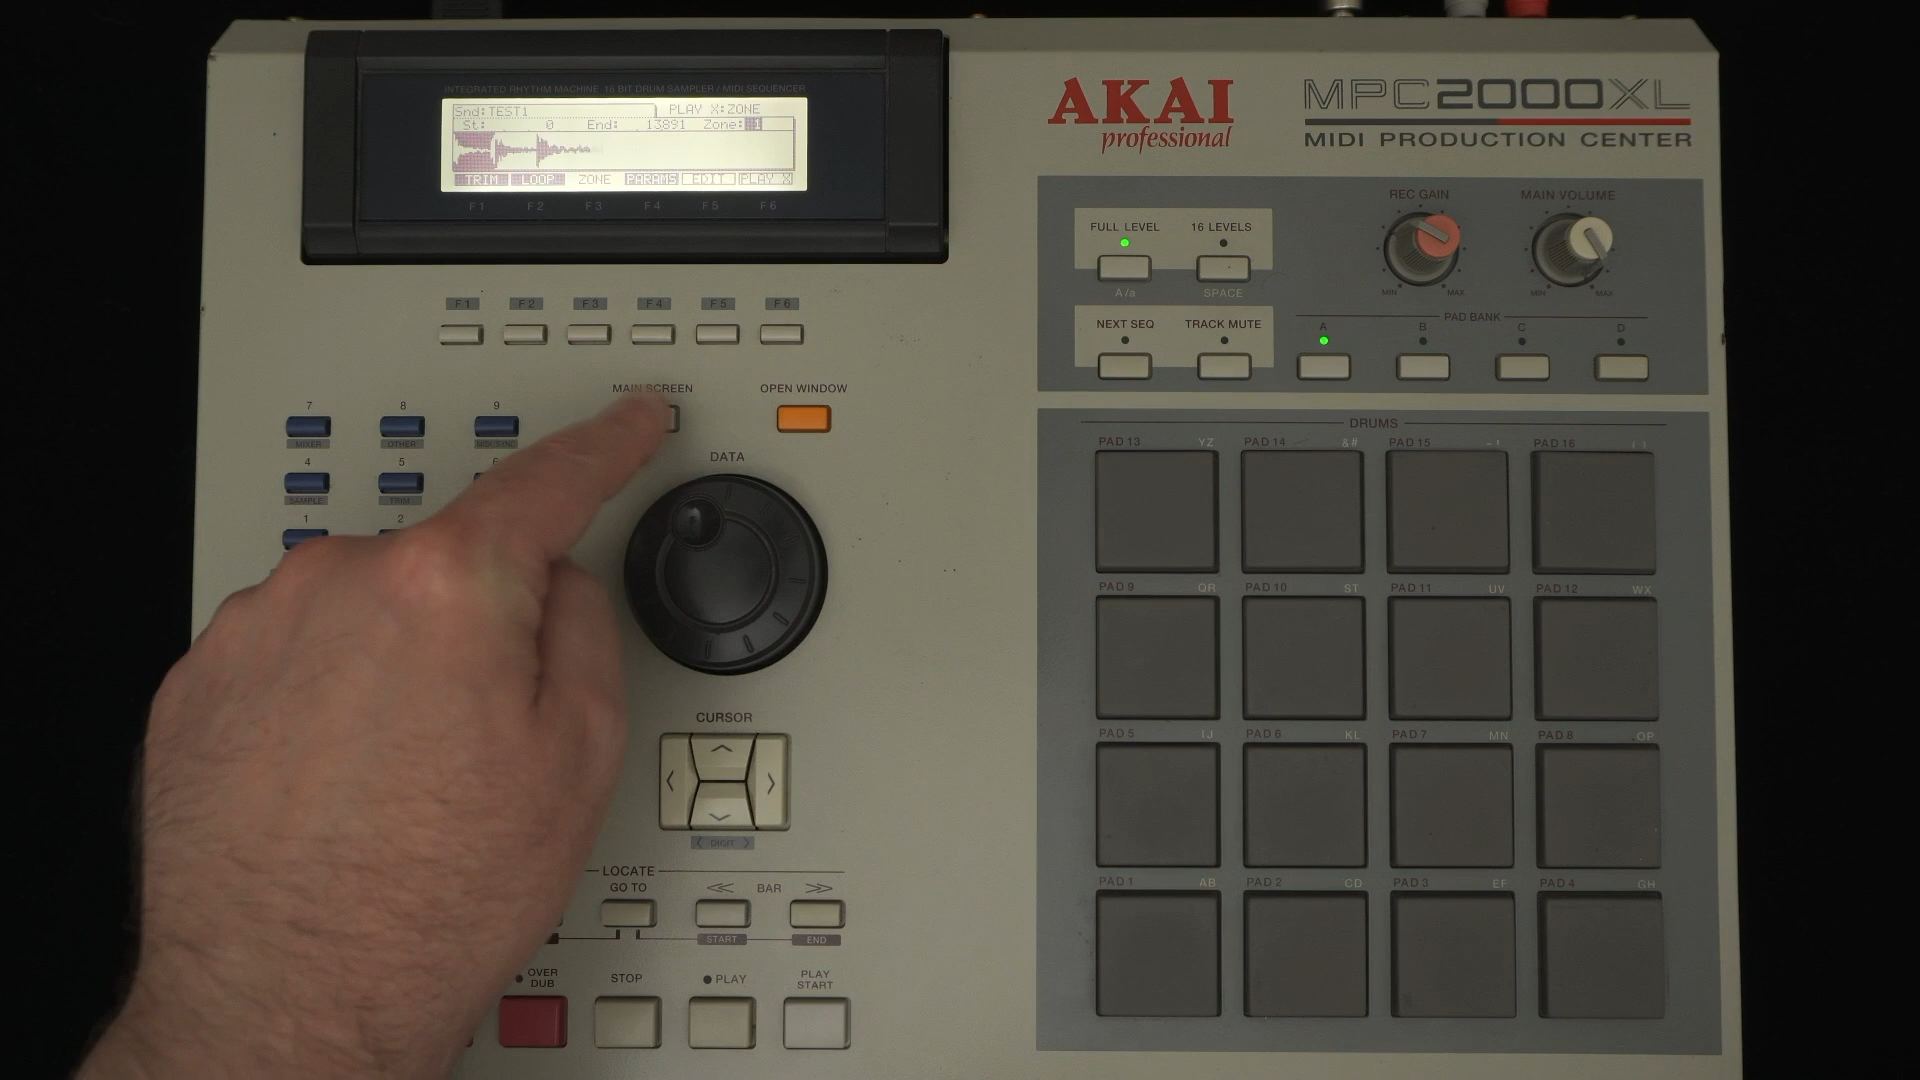 INTEGRATED RHYTHM MACHINE 16 BIT DRUM SAMPLER / MIDI SEQUENCER
Snd:TEST1 PLAY X:ZONE
St: 0 End: 13891 Zone:1
TRIM LOOP ZONE PARAMS EDIT PLAY X
F1 F2 F3 F4 F5 F6
AKAI
professional
MPC2000XL
MIDI PRODUCTION CENTER
REC GAIN MAIN VOLUME
MIN MAX MIN MAX
FULL LEVEL 16 LEVELS
A/a SPACE
NEXT SEQ TRACK MUTE
PAD BANK
A B C D
F1 F2 F3 F4 F5 F6
MAIN SCREEN OPEN WINDOW
7 8 9
MIXER OTHER MIDI/SYNC
4 5
SAMPLE TRIM
1 2
DATA
CURSOR
DIGIT
LOCATE
GO TO << BAR >>
START END
OVER DUB STOP PLAY PLAY START
DRUMS
PAD 13 YZ PAD 14 &# PAD 15 -! PAD 16 ( )
PAD 9 QR PAD 10 ST PAD 11 UV PAD 12 WX
PAD 5 IJ PAD 6 KL PAD 7 MN PAD 8 OP
PAD 1 AB PAD 2 CD PAD 3 EF PAD 4 GH